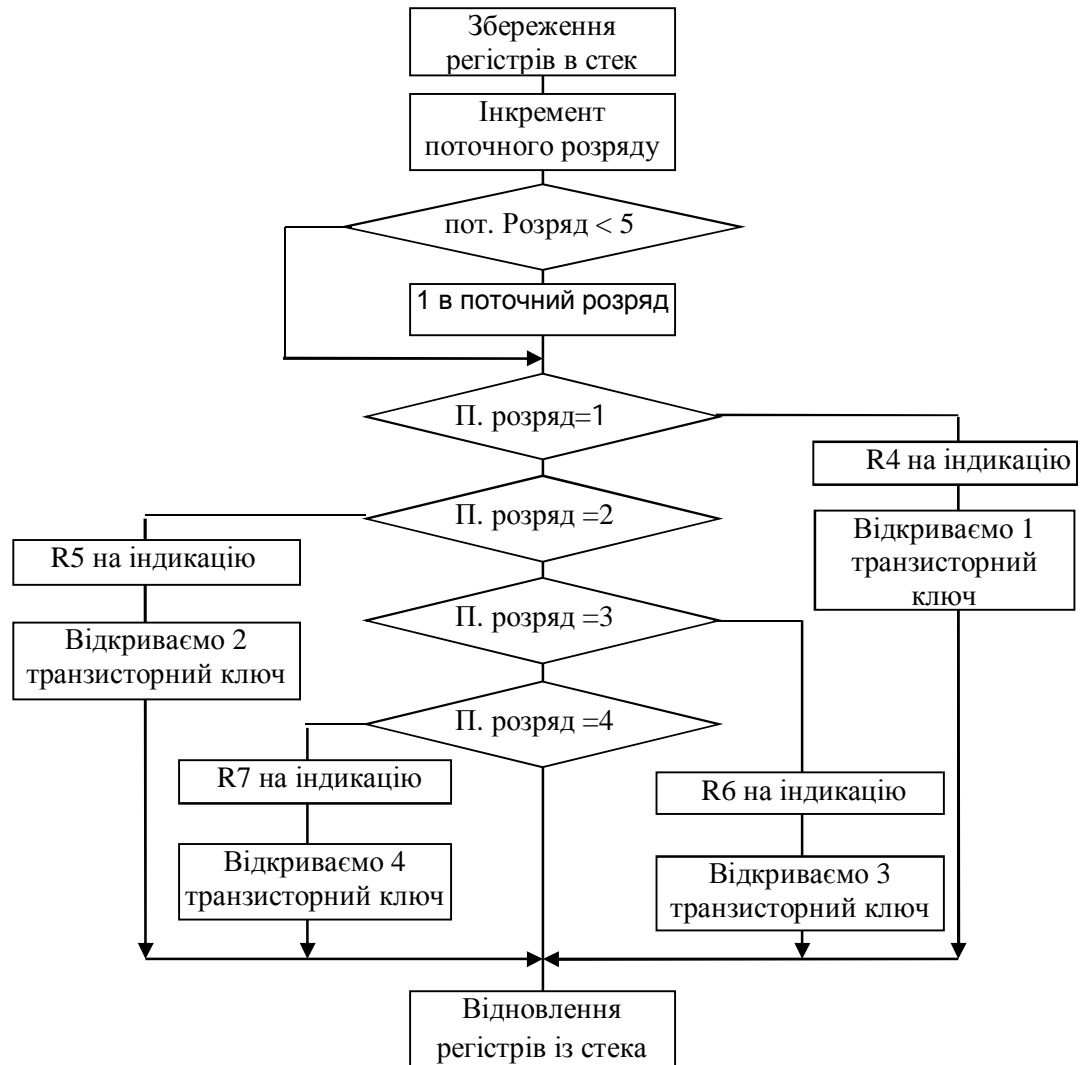 Збереження
регістрів в стек
Інкремент
поточного розряду
пот. Розряд < 5
1 в поточний розряд
П. розряд=1
R4 на індикацію
Відкриваємо 1
транзисторний
ключ
П. розряд =2
R5 на індикацію
Відкриваємо 2
транзисторний ключ
П. розряд =3
R6 на індикацію
Відкриваємо 3
транзисторний ключ
П. розряд =4
R7 на індикацію
Відкриваємо 4
транзисторний ключ
Відновлення
регістрів із стека